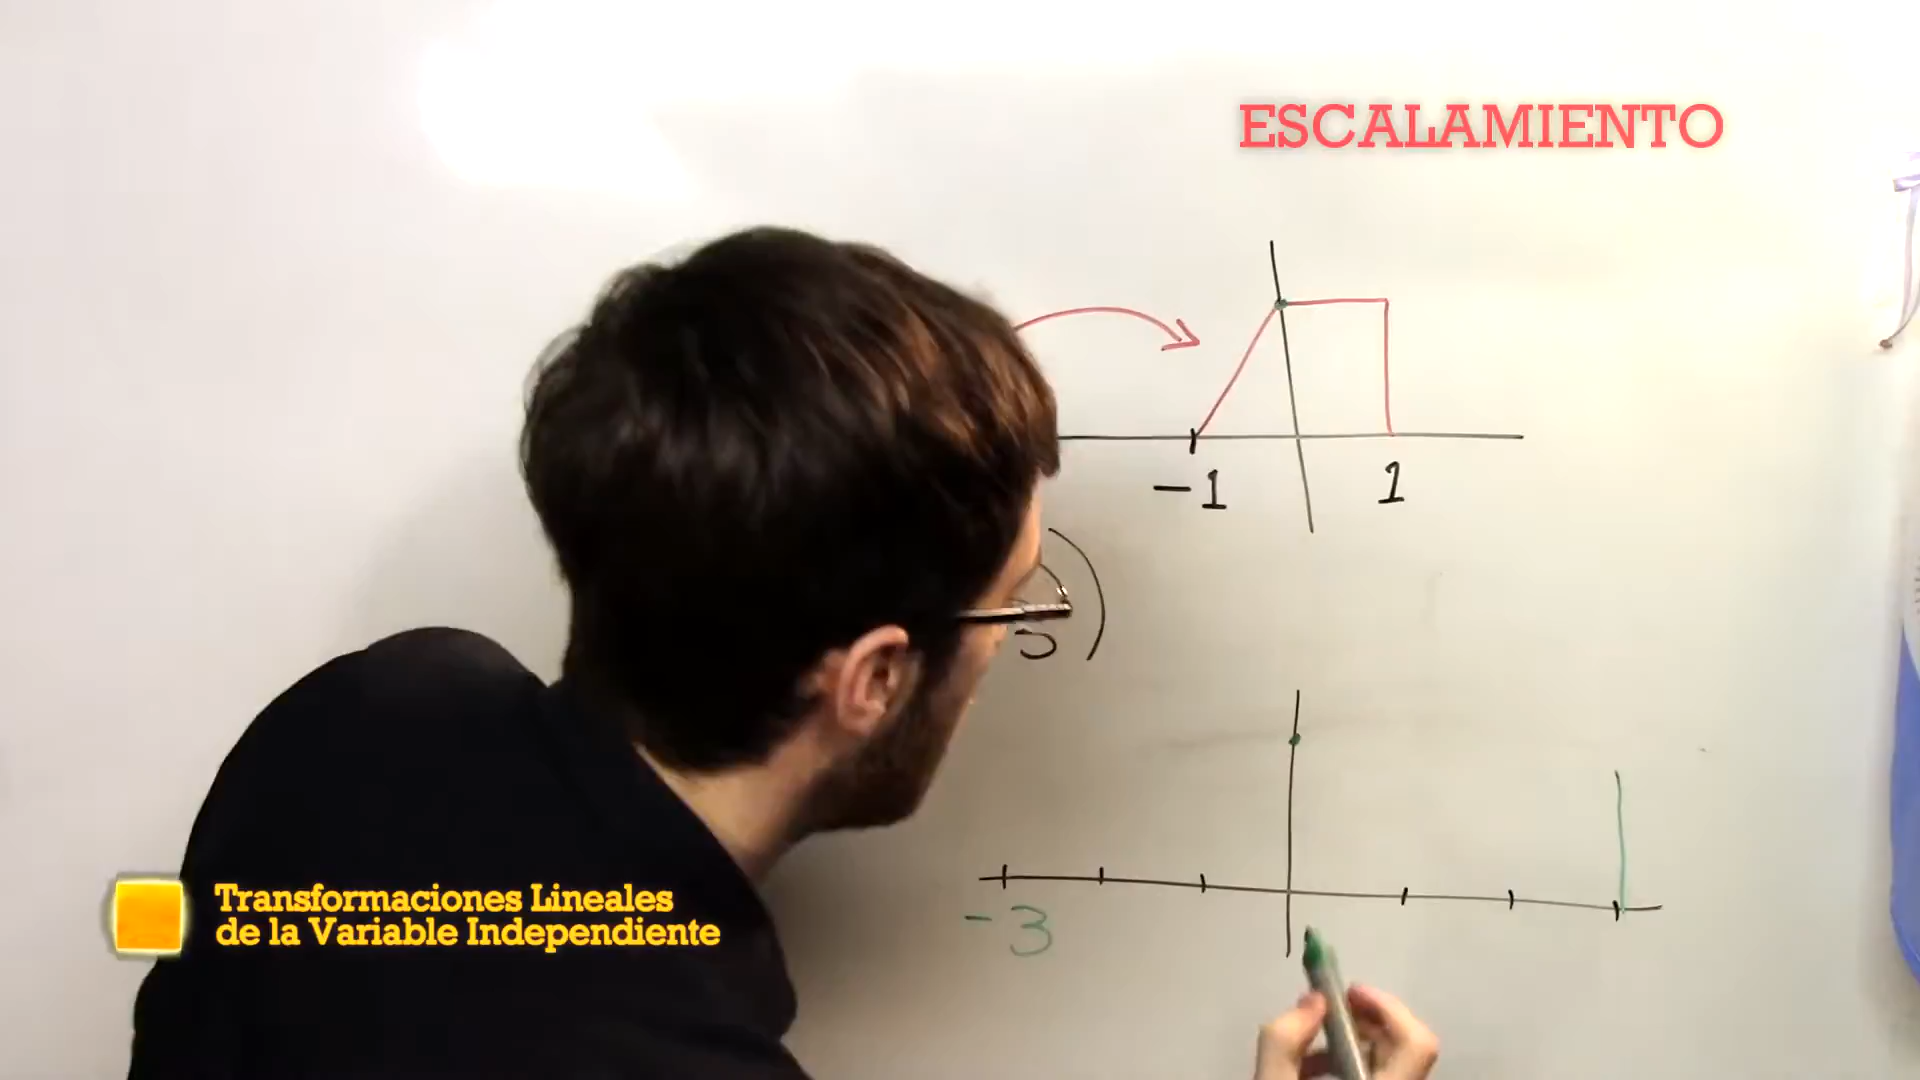 ESCALAMIENTO
-1
1
)
-3
Transformaciones Lineales
de la Variable Independiente